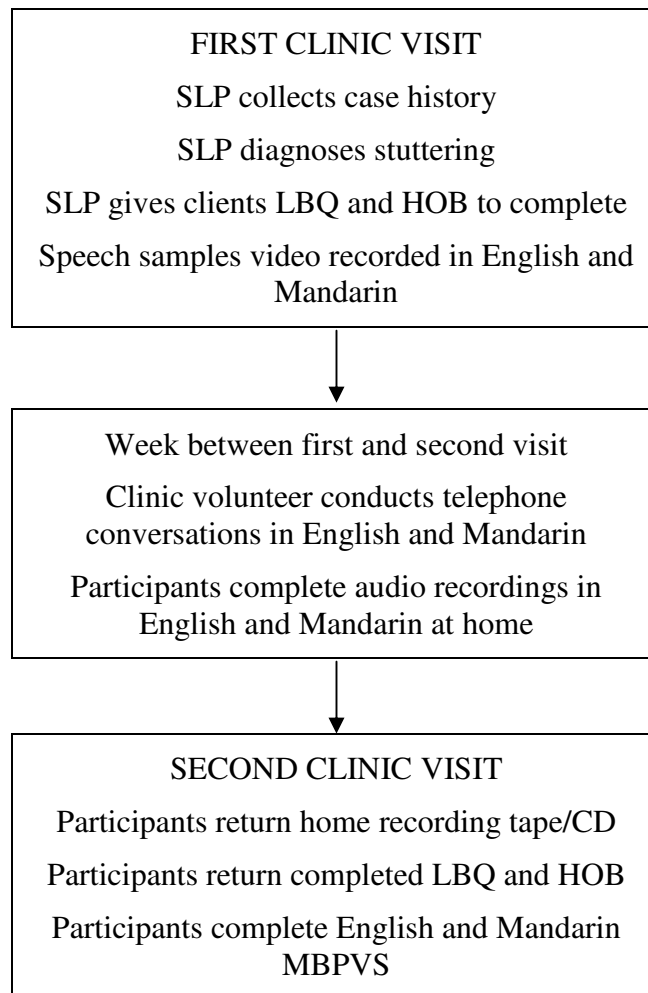 FIRST CLINIC VISIT
SLP collects case history
SLP diagnoses stuttering
SLP gives clients LBQ and HOB to complete
Speech samples video recorded in English and
Mandarin
Week between first and second visit
Clinic volunteer conducts telephone
conversations in English and Mandarin
Participants complete audio recordings in
English and Mandarin at home
SECOND CLINIC VISIT
Participants return home recording tape/CD
Participants return completed LBQ and HOB
Participants complete English and Mandarin
MBPVS